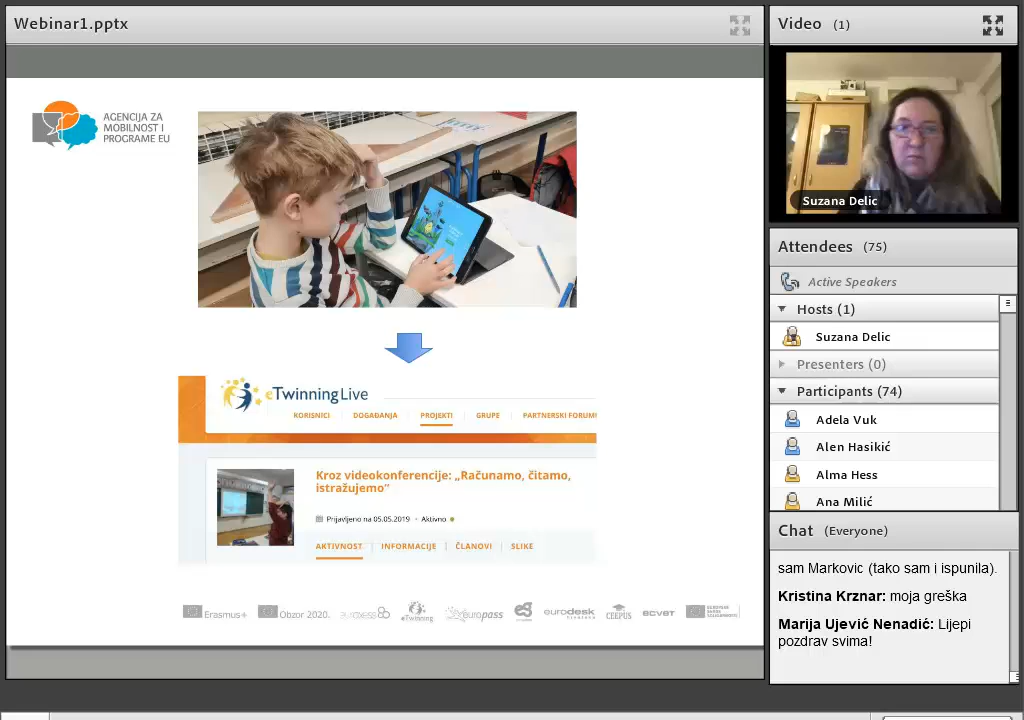 Webinar1.pptx
AGENCIJA ZA
MOBILNOST I
PROGRAME EU
eTwinning Live
KORISNICI
DOGAĐANJA
PROJEKTI
GRUPE
PARTNERSKI FORUMI
Kroz videokonferencije: „Računamo, čitamo,
istražujemo”
Prijavljeno na 05.05.2019 • Aktivno
AKTIVNOST
INFORMACIJE
ČLANOVI
SLIKE
Erasmus+
Obzor 2020.
euroguidance
eTwinning
europass
eurodesk
CEEPUS
ECVET
Video (1)
Suzana Delic
Attendees (75)
Active Speakers
Hosts (1)
Suzana Delic
Presenters (0)
Participants (74)
Adela Vuk
Alen Hasikić
Alma Hess
Ana Milić
Chat (Everyone)
sam Markovic (tako sam i ispunila).
Kristina Krznar: moja greška
Marija Ujević Nenadić: Lijepi
pozdrav svima!